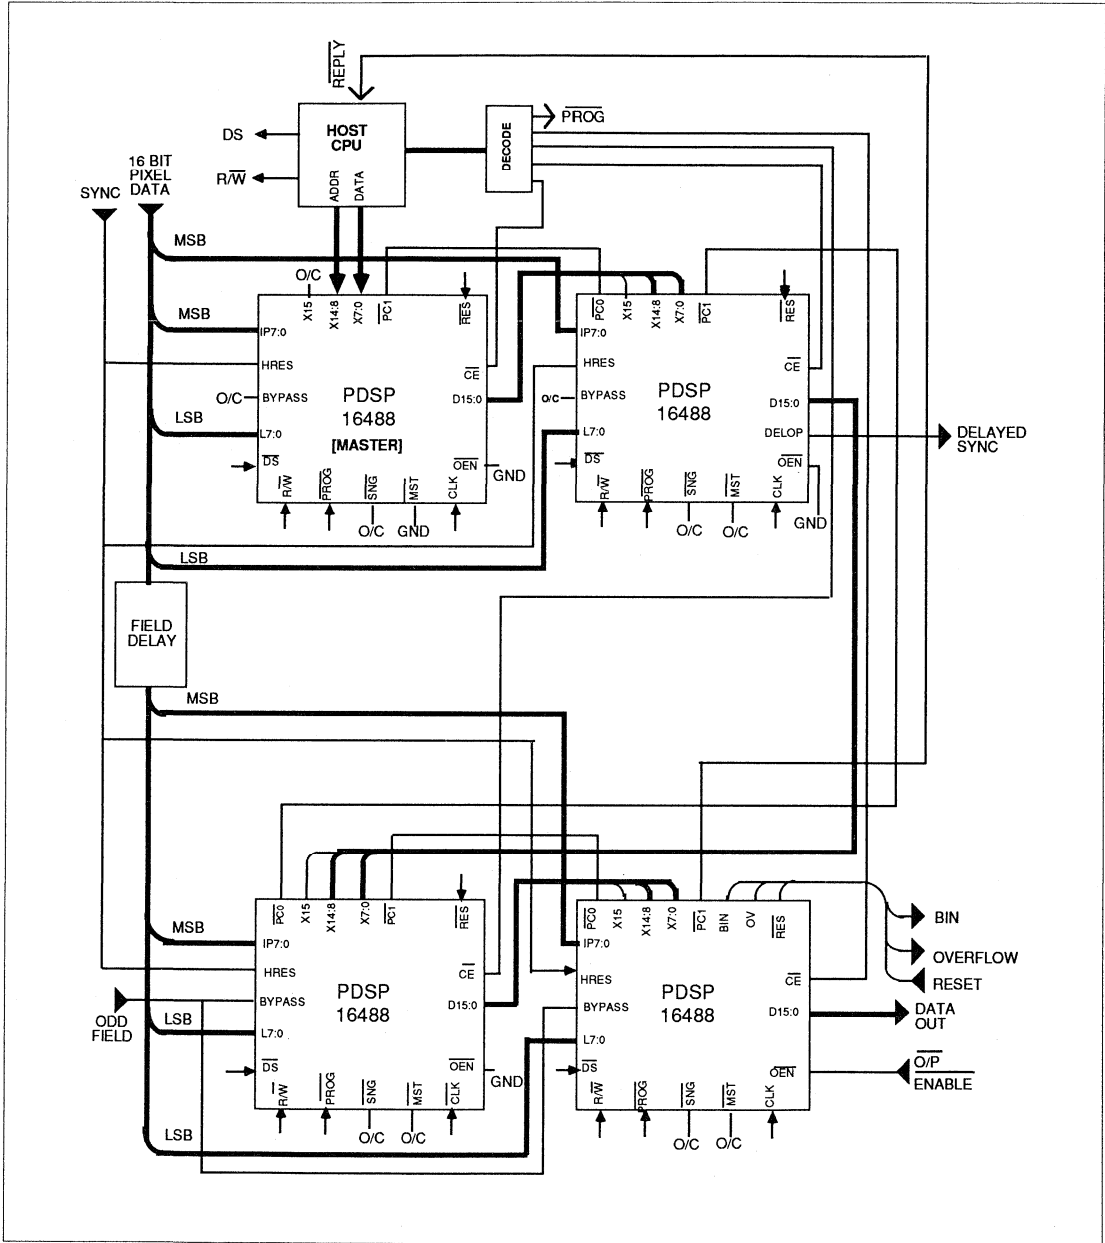 REPLY
HOST
CPU
ADDR
DATA
DECODE
PROG
DS
R/W
16 BIT
PIXEL
DATA
SYNC
MSB
MSB
LSB
LSB
O/C
X15
X14:8
X7:0
PC1
RES
IP7:0
HRES
CE
O/C
BYPASS
PDSP
16488
[MASTER]
D15:0
L7:0
DS
OEN
GND
R/W
PROG
SNG
MST
CLK
O/C
GND
PC0
X15
X14:8
X7:0
PC1
RES
IP7:0
HRES
CE
O/C
BYPASS
PDSP
16488
D15:0
L7:0
DELOP
DELAYED
SYNC
DS
OEN
GND
R/W
PROG
SNG
MST
CLK
O/C
O/C
FIELD
DELAY
MSB
MSB
LSB
LSB
ODD
FIELD
PC0
X15
X14:8
X7:0
PC1
RES
IP7:0
HRES
CE
BYPASS
PDSP
16488
D15:0
L7:0
DS
OEN
GND
R/W
PROG
SNG
MST
CLK
O/C
O/C
PC0
X15
X14:8
X7:0
PC1
BIN
OV
RES
IP7:0
HRES
CE
BYPASS
PDSP
16488
D15:0
L7:0
DS
OEN
R/W
PROG
SNG
MST
CLK
O/C
O/C
BIN
OVERFLOW
RESET
DATA
OUT
O/P
ENABLE